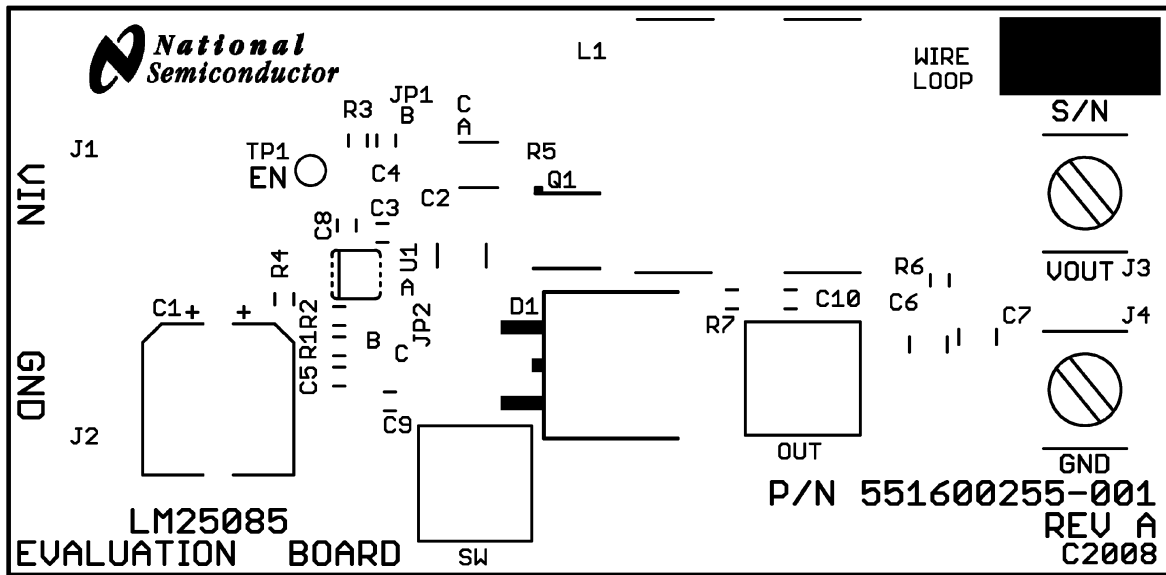 National
Semiconductor
L1
WIRE
LOOP
S/N
JP1
R3
B
C
A
J1
TP1
EN
C4
R5
Q1
VIN
C8
C3
C2
U1
A
R4
R6
VOUT J3
C1 + +
R2
R1
C5
B
C
JP2
D1
R7
C10
C6
C7
J4
GND
J2
C9
OUT
GND
P/N 551600255-001
LM25085
REV A
EVALUATION BOARD
SW
C2008